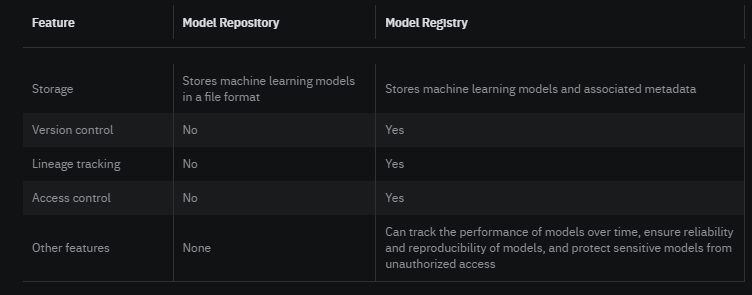 Feature Model Repository Model Registry
Storage
Stores machine learning models
in a file format
Stores machine learning models and associated metadata
Version control No Yes
Lineage tracking No Yes
Access control No Yes
Other features
None
Can track the performance of models over time, ensure reliability
and reproducibility of models, and protect sensitive models from
unauthorized access